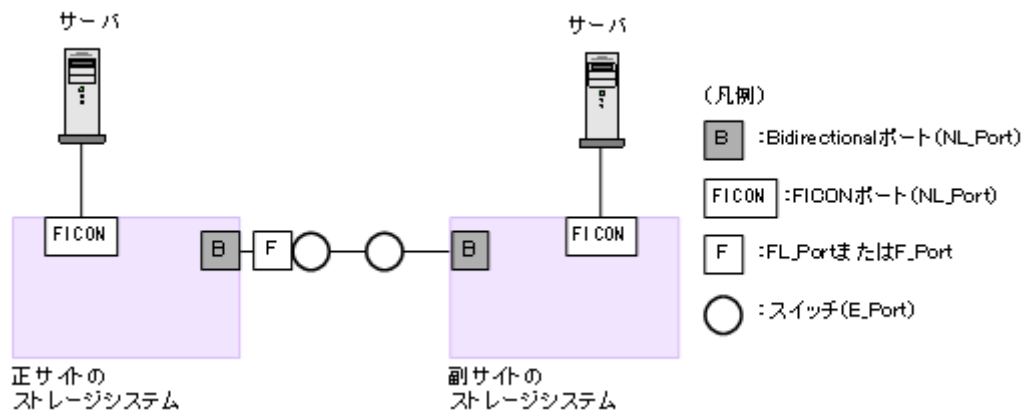 サーバ
サーバ
(凡例)
B :Bidirectionalポート(NL_Port)
FICON :FICONポート(NL_Port)
F :FL_PortまたはF_Port
:スイッチ(E_Port)
FICON
FICON
B
F
B
正サイトの
ストレージシステム
副サイトの
ストレージシステム